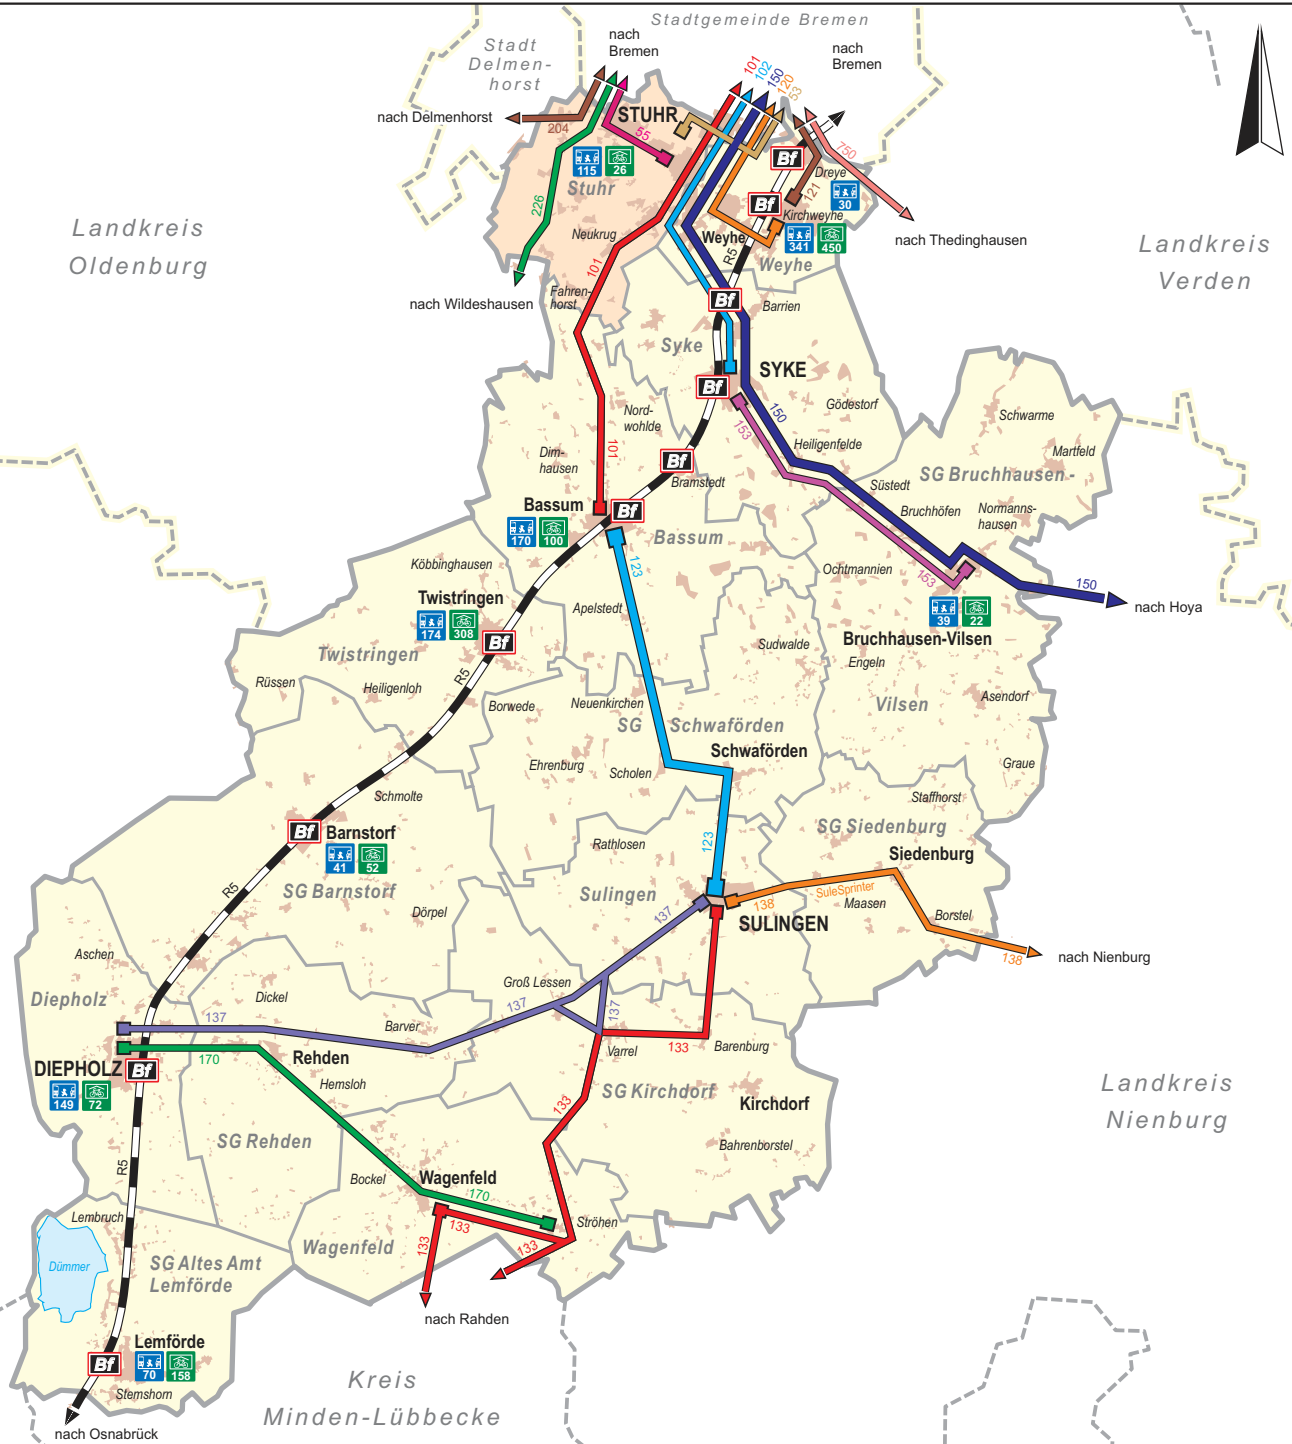 Stadtgemeinde Bremen
Stadt
Delmen-
horst
nach
Bremen
nach
Bremen
101
102
150
120
53
nach Delmenhorst
204
STUHR
55
115
26
Stuhr
226
Neukrug
101
nach Wildeshausen
Fahren-
horst
Bf
Dreye
750
121
30
Bf
Kirchweyhe
341
450
Weyhe
R5
Weyhe
nach Thedinghausen
Landkreis
Oldenburg
Landkreis
Verden
Bf
Barrien
Syke
SYKE
Bf
Gödestorf
150
153
Heiligenfelde
Nord-
wohlde
101
Dim-
hausen
Bf
Bramstedt
Schwarme
Martfeld
SG Bruchhausen -
Süstedt
Bruchhöfen
Normanns-
hausen
Bassum
Bf
170
100
Bassum
123
Ochtmannien
153
150
nach Hoya
39
22
Bruchhausen-Vilsen
Engeln
Vilsen
Asendorf
Graue
Köbbinghausen
Twistringen
174
308
Bf
Twistringen
Apelstedt
Sudwalde
Rüssen
Heiligenloh
R5
Borwede
Neuenkirchen
SG Schwaförden
Schwaförden
Ehrenburg
Scholen
Schmolte
Staffhorst
SG Siedenburg
Siedenburg
Bf
Barnstorf
41
52
SG Barnstorf
R5
Rathlosen
123
Sulingen
137
SULINGEN
138
SuleSprinter
Maasen
Borstel
138
nach Nienburg
Dörpel
Aschen
Diepholz
Dickel
Groß Lessen
137
137
137
Barver
DIEPHOLZ
Bf
149
72
170
Rehden
Hemsloh
Varrel
133
Barenburg
SG Kirchdorf
Kirchdorf
133
Bahrenborstel
Landkreis
Nienburg
R5
SG Rehden
Bockel
Wagenfeld
170
Ströhen
133
133
133
Wagenfeld
nach Rahden
Lembruch
Dümmer
SG Altes Amt
Lemförde
Lemförde
Bf
70
158
Stemshorn
nach Osnabrück
Kreis
Minden-Lübbecke